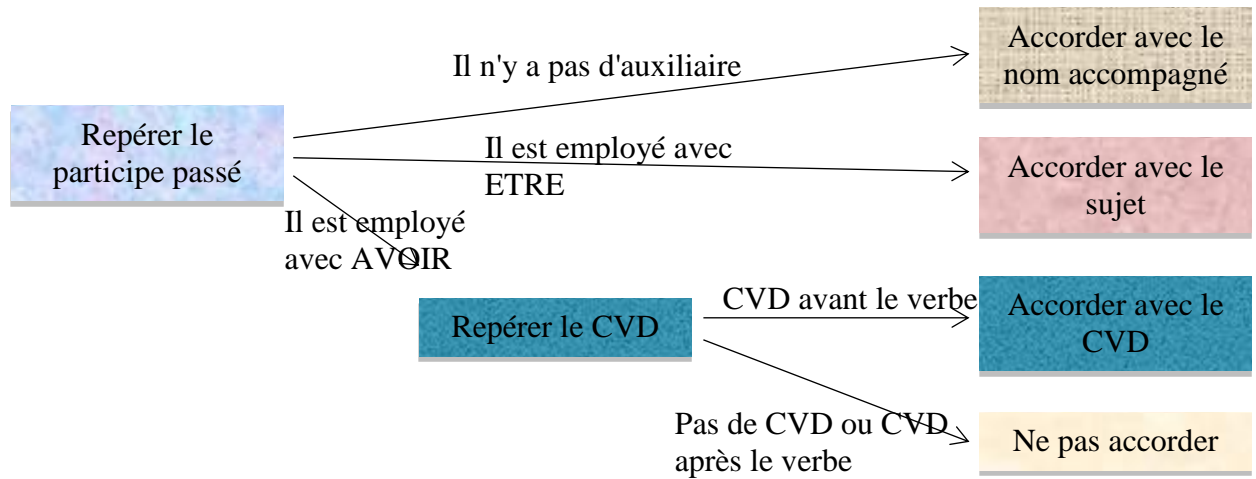 Accorder avec le
nom accompagné
Il n'y a pas d'auxiliaire
Repérer le
participe passé
Il est employé avec
ETRE
Accorder avec le
sujet
Il est employé
avec AVOIR
CVD avant le verbe
Accorder avec le
CVD
Repérer le CVD
Pas de CVD ou CVD
après le verbe
Ne pas accorder